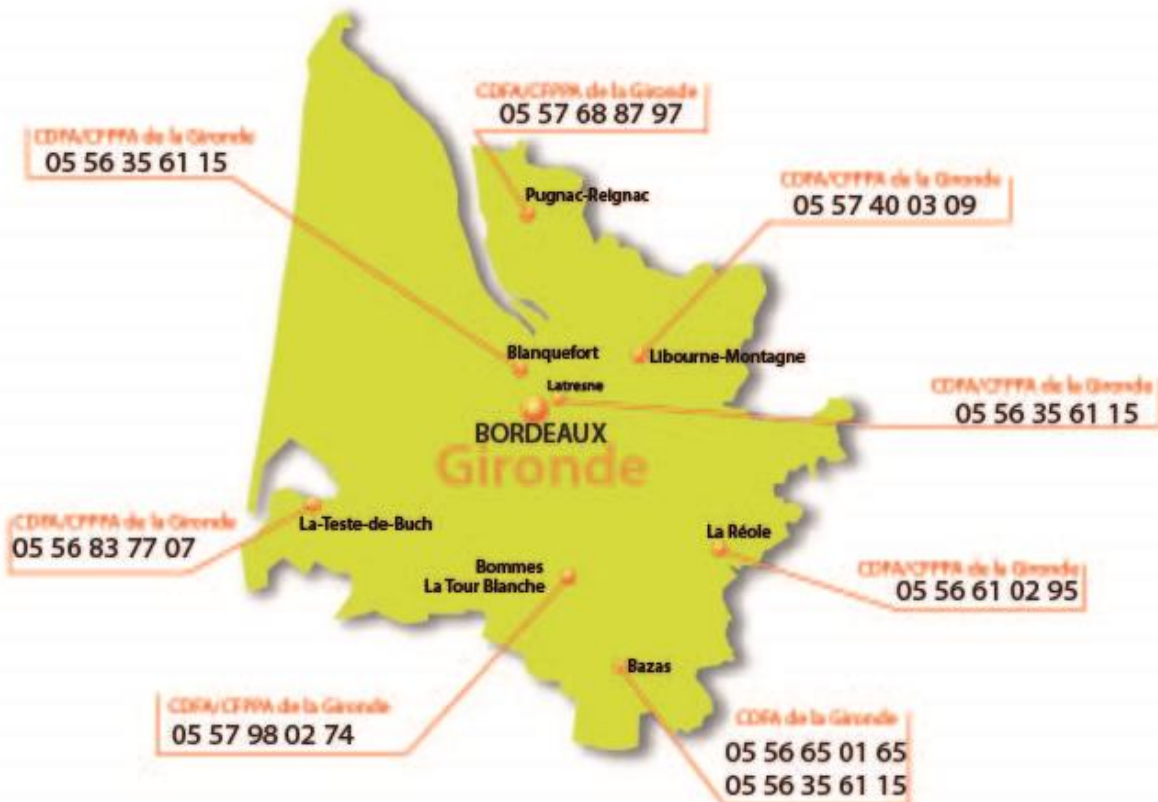 CDFA/CFPPA de la Gironde
05 57 68 87 97
CDFA/CFPPA de la Gironde
05 56 35 61 15
CDFA/CFPPA de la Gironde
05 57 40 03 09
Pugnac-Reignac
Blanquefort
Libourne-Montagne
Latresne
CDFA/CFPPA de la Gironde
05 56 35 61 15
BORDEAUX
Gironde
CDFA/CFPPA de la Gironde
05 56 83 77 07
La-Teste-de-Buch
La Réole
Bommes
La Tour Blanche
CDFA/CFPPA de la Gironde
05 56 61 02 95
Bazas
CDFA/CFPPA de la Gironde
05 57 98 02 74
CDFA de la Gironde
05 56 65 01 65
05 56 35 61 15